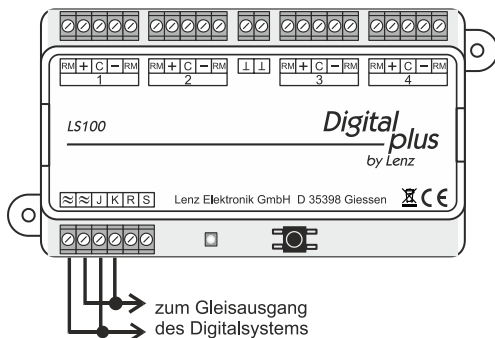 RM + C − RM RM + C − RM ⊥ ⊥ RM + C − RM RM + C − RM
1 2 3 4
LS100
Digital
plus
by Lenz
≈ ≈ J K R S Lenz Elektronik GmbH D 35398 Giessen CE
zum Gleisausgang
des Digitalsystems